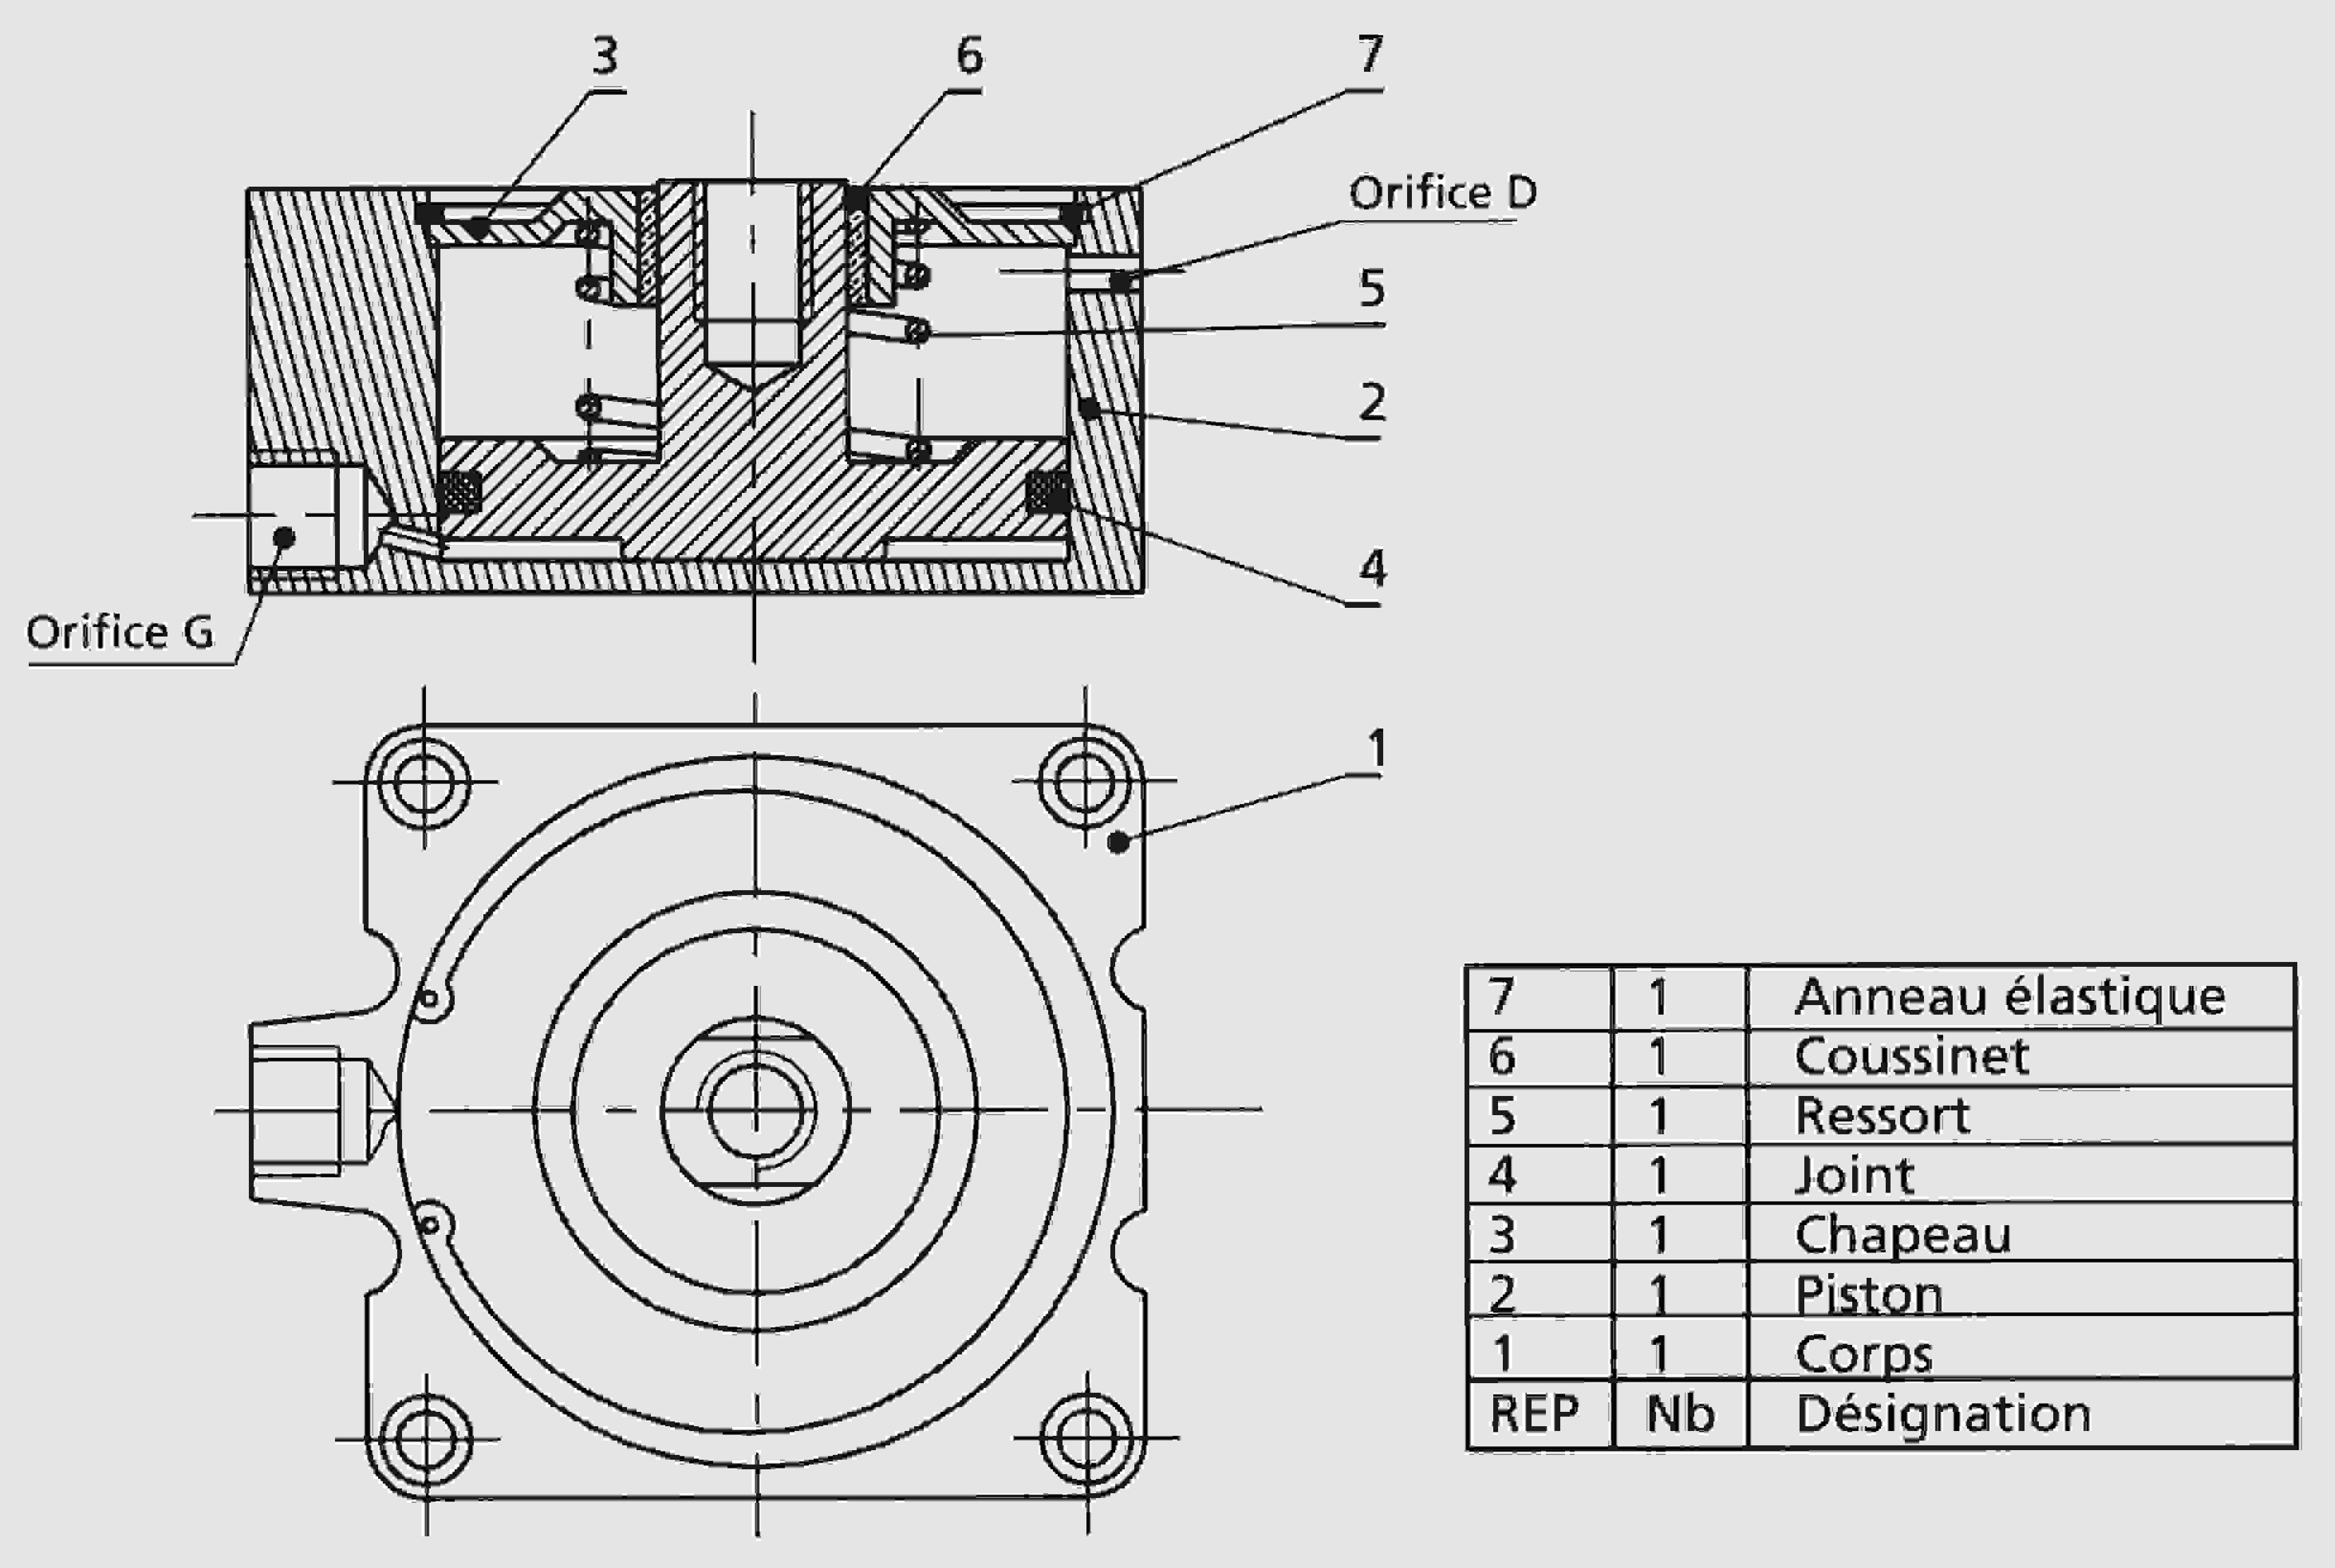 3 6 7
Orifice D
5
2
4
Orifice G
1
7 1 Anneau élastique
6 1 Coussinet
5 1 Ressort
4 1 Joint
3 1 Chapeau
2 1 Piston
1 1 Corps
REP Nb Désignation